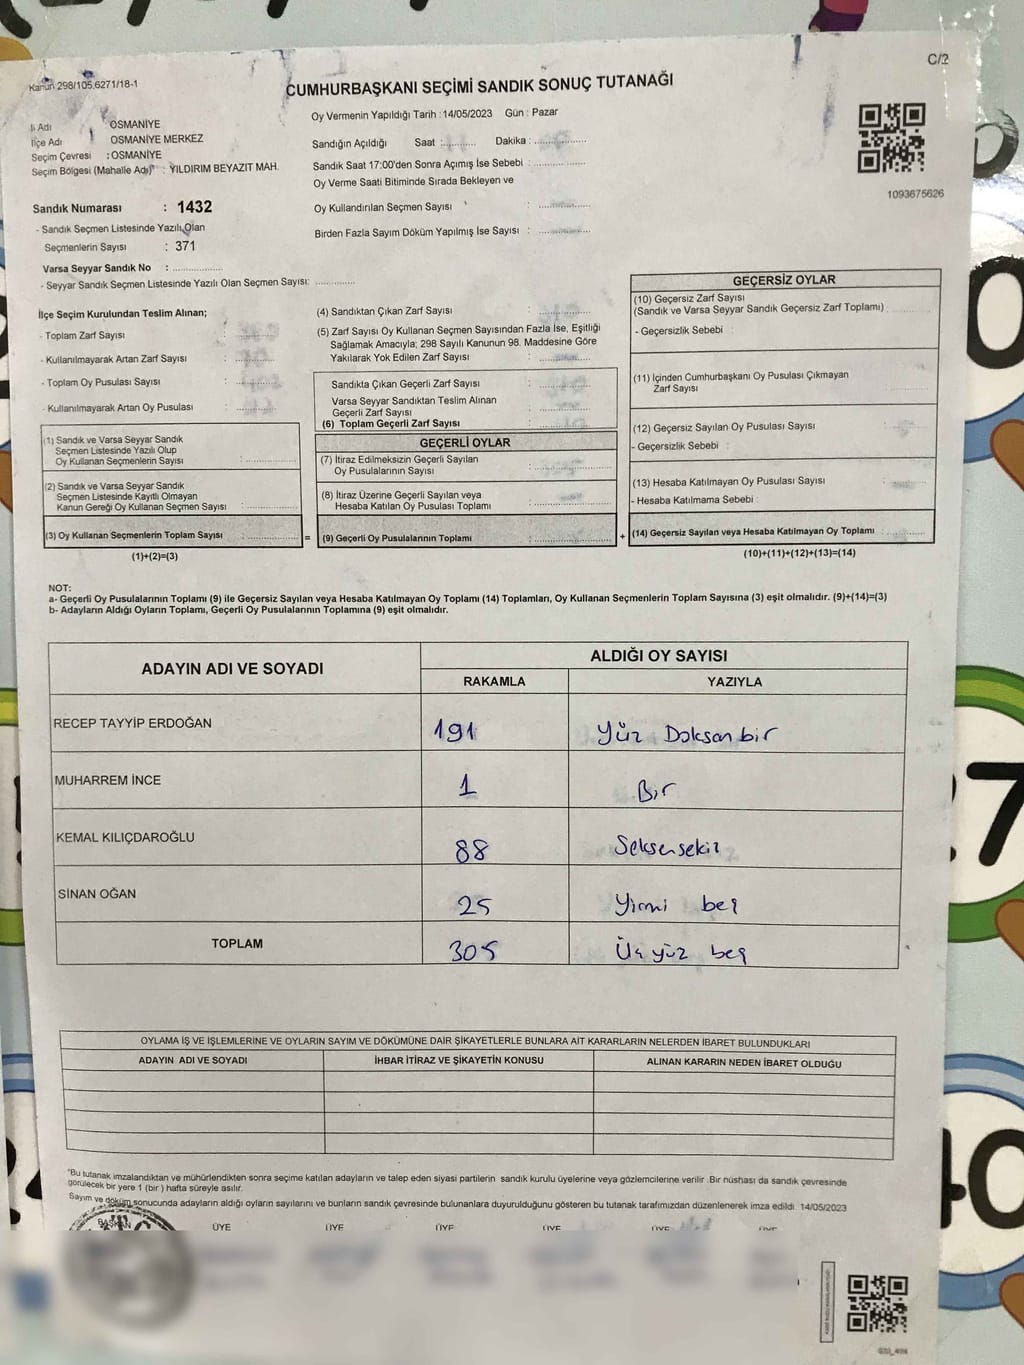 C/2
Kanun 298/105,6271/18-1
CUMHURBAŞKANI SEÇİMİ SANDIK SONUÇ TUTANAĞI
Oy Vermenin Yapıldığı Tarih : 14/05/2023 Gün : Pazar
İl Adı : OSMANİYE
İlçe Adı OSMANİYE MERKEZ
Seçim Çevresi : OSMANİYE
Seçim Bölgesi (Mahalle Adı) : YILDIRIM BEYAZIT MAH.
Sandığın Açıldığı Saat :............ Dakika :..............
Sandık Saat 17:00'den Sonra Açımış İse Sebebi :..............
Oy Verme Saati Bitiminde Sırada Bekleyen ve
Oy Kullandırılan Seçmen Sayısı :..............
Birden Fazla Sayım Döküm Yapılmış İse Sayısı :..............
1093675626
Sandık Numarası : 1432
- Sandık Seçmen Listesinde Yazılı Olan
Seçmenlerin Sayısı : 371
Varsa Seyyar Sandık No :..............
- Seyyar Sandık Seçmen Listesinde Yazılı Olan Seçmen Sayısı: ............
İlçe Seçim Kurulundan Teslim Alınan;
- Toplam Zarf Sayısı :
- Kullanılmayarak Artan Zarf Sayısı :
- Toplam Oy Pusulası Sayısı :
- Kullanılmayarak Artan Oy Pusulası :
(4) Sandıktan Çıkan Zarf Sayısı :
(5) Zarf Sayısı Oy Kullanan Seçmen Sayısından Fazla İse, Eşitliği
Sağlamak Amacıyla; 298 Sayılı Kanunun 98. Maddesine Göre
Yakılarak Yok Edilen Zarf Sayısı :
Sandıkta Çıkan Geçerli Zarf Sayısı :
Varsa Seyyar Sandıktan Teslim Alınan
Geçerli Zarf Sayısı :
(6) Toplam Geçerli Zarf Sayısı :
GEÇERLİ OYLAR
(7) İtiraz Edilmeksizin Geçerli Sayılan
Oy Pusulalarının Sayısı :
(8) İtiraz Üzerine Geçerli Sayılan veya
Hesaba Katılan Oy Pusulası Toplamı :
(9) Geçerli Oy Pusulalarının Toplamı :
(1) Sandık ve Varsa Seyyar Sandık
Seçmen Listesinde Yazılı Olup
Oy Kullanan Seçmenlerin Sayısı :
(2) Sandık ve Varsa Seyyar Sandık
Seçmen Listesinde Kayıtlı Olmayan
Kanun Gereği Oy Kullanan Seçmen Sayısı :
(3) Oy Kullanan Seçmenlerin Toplam Sayısı :
=
+
(1)+(2)=(3)
GEÇERSİZ OYLAR
(10) Geçersiz Zarf Sayısı
(Sandık ve Varsa Seyyar Sandık Geçersiz Zarf Toplamı) :
- Geçersizlik Sebebi :
(11) İçinden Cumhurbaşkanı Oy Pusulası Çıkmayan
Zarf Sayısı :
(12) Geçersiz Sayılan Oy Pusulası Sayısı :
- Geçersizlik Sebebi :
(13) Hesaba Katılmayan Oy Pusulası Sayısı :
- Hesaba Katılmama Sebebi :
(14) Geçersiz Sayılan veya Hesaba Katılmayan Oy Toplamı :
(10)+(11)+(12)+(13)=(14)
NOT:
a- Geçerli Oy Pusulalarının Toplamı (9) ile Geçersiz Sayılan veya Hesaba Katılmayan Oy Toplamı (14) Toplamları, Oy Kullanan Seçmenlerin Toplam Sayısına (3) eşit olmalıdır. (9)+(14)=(3)
b- Adayların Aldığı Oyların Toplamı, Geçerli Oy Pusulalarının Toplamına (9) eşit olmalıdır.
ADAYIN ADI VE SOYADI ALDIĞI OY SAYISI
RAKAMLA YAZIYLA
RECEP TAYYİP ERDOĞAN 191 Yüz Doksan bir
MUHARREM İNCE 1 Bir
KEMAL KILIÇDAROĞLU 88 Seksensekiz
SİNAN OĞAN 25 Yirmi beş
TOPLAM 305 Üç yüz beş
OYLAMA İŞ VE İŞLEMLERİNE VE OYLARIN SAYIM VE DÖKÜMÜNE DAİR ŞİKAYETLERLE BUNLARA AİT KARARLARIN NELERDEN İBARET BULUNDUKLARI
ADAYIN ADI VE SOYADI İHBAR İTİRAZ VE ŞİKAYETİN KONUSU ALINAN KARARIN NEDEN İBARET OLDUĞU
"Bu tutanak imzalandıktan ve mühürlendikten sonra seçime katılan adayların ve talep eden siyasi partilerin sandık kurulu üyelerine veya gözlemcilerine verilir .Bir nüshası da sandık çevresinde
görülecek bir yere 1 (bir ) hafta süreyle asılır.
Sayım ve döküm sonucunda adayların aldığı oyların sayılarını ve bunların sandık çevresinde bulunanlara duyurulduğunu gösteren bu tutanak tarafımızdan düzenlenerek imza edildi. 14/05/2023
BAŞKAN ÜYE ÜYE ÜYE ÜYE ÜYE ÜYE
0
7
40